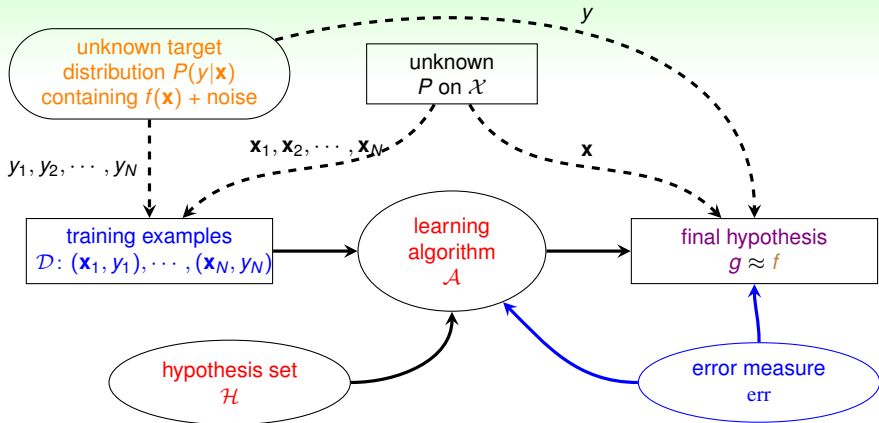 y
unknown target
distribution P(y|𝐱)
containing f(𝐱) + noise
unknown
P on 𝒳
y₁, y₂, · · · , y_N
𝐱₁, 𝐱₂, · · · , 𝐱_N
𝐱
training examples
𝒟: (𝐱₁, y₁), · · · , (𝐱_N, y_N)
learning
algorithm
𝒜
final hypothesis
g ≈ f
hypothesis set
ℋ
error measure
err